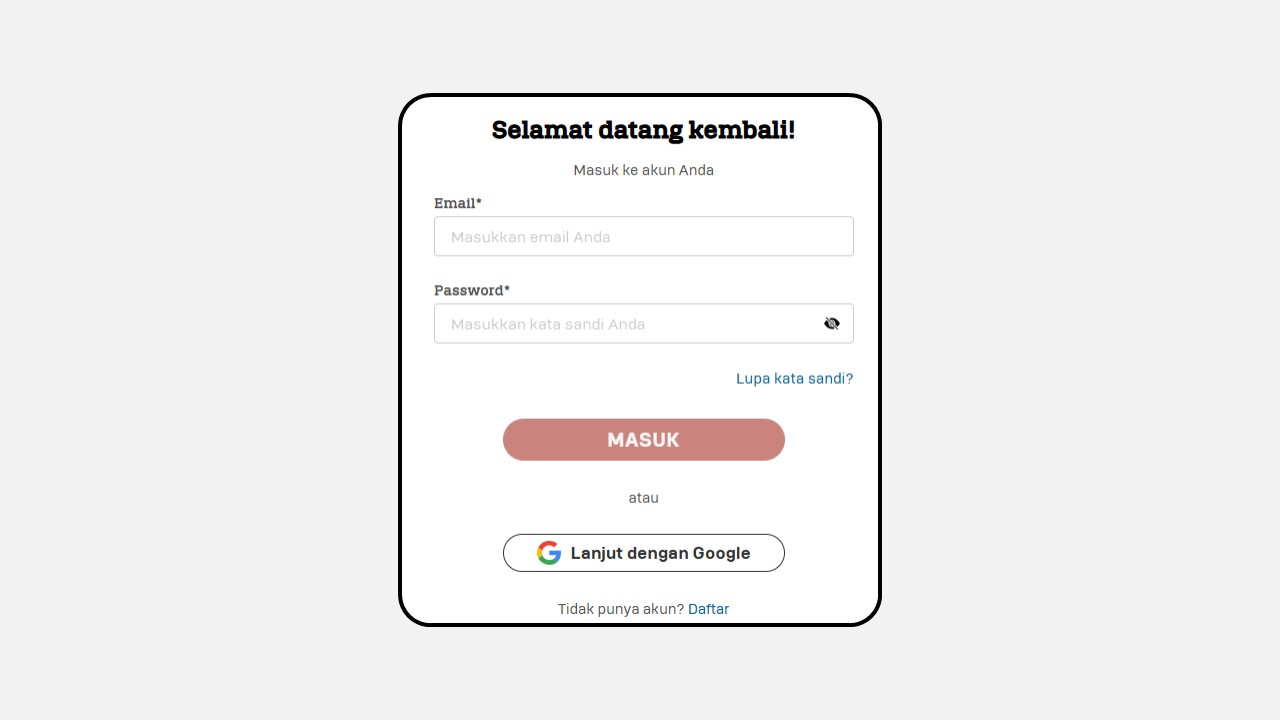 Selamat datang kembali!
Masuk ke akun Anda
Email*
Masukkan email Anda
Password*
Masukkan kata sandi Anda
Lupa kata sandi?
MASUK
atau
Lanjut dengan Google
Tidak punya akun? Daftar